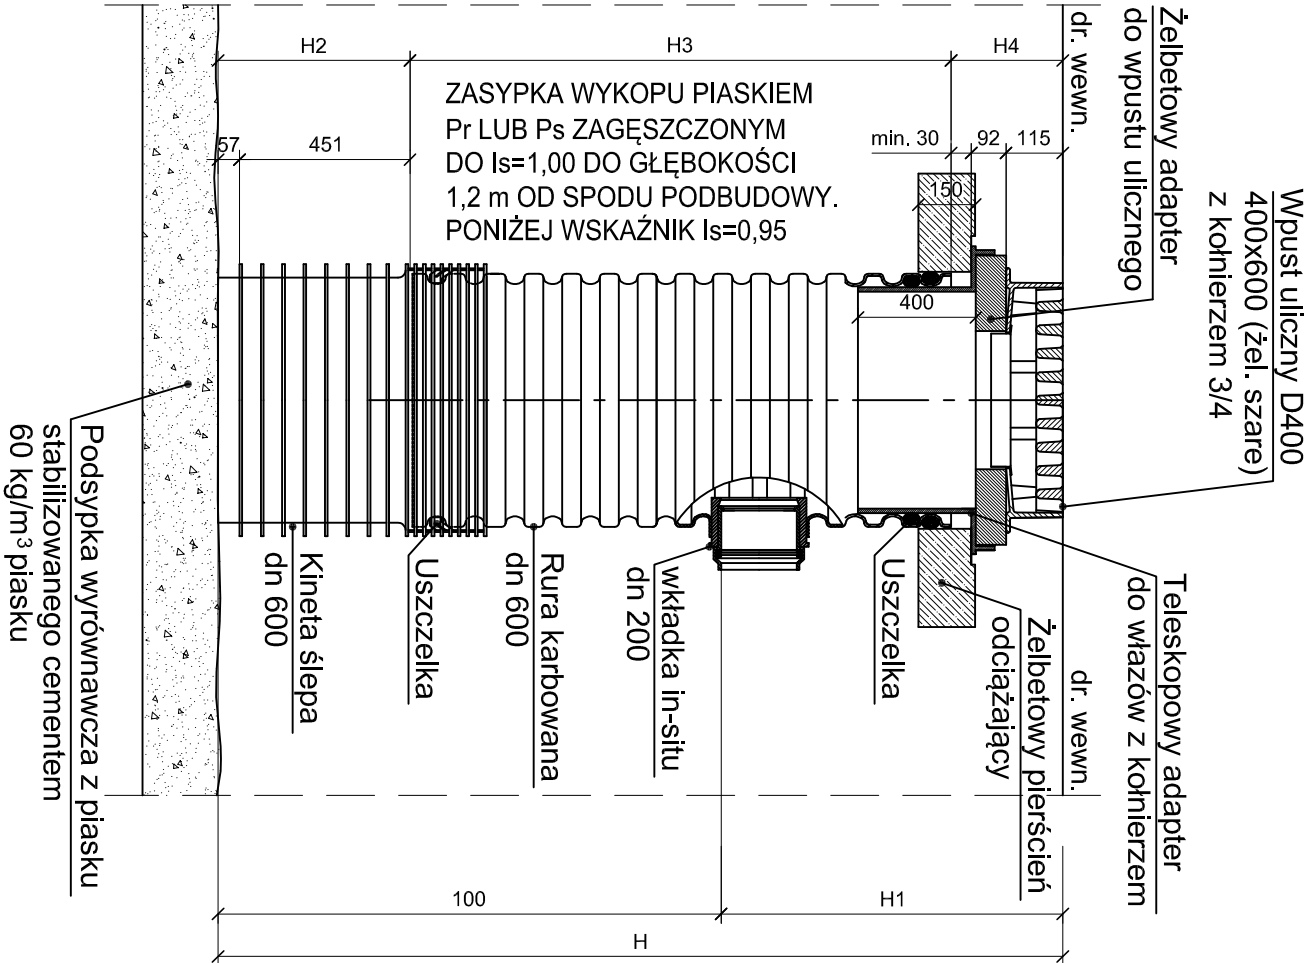 H2
H3
H4
57
451
min. 30
92
115
150
400
ZASYPKA WYKOPU PIASKIEM
Pr LUB Ps ZAGĘSZCZONYM
DO Is=1,00 DO GŁĘBOKOŚCI
1,2 m OD SPODU PODBUDOWY.
PONIŻEJ WSKAŹNIK Is=0,95
dr. wewn.
Żelbetowy adapter
do wpustu ulicznego
Wpust uliczny D400
400x600 (żel. szare)
z kołnierzem 3/4
Podsypka wyrównawcza z piasku
stabilizowanego cementem
60 kg/m³ piasku
Kineta ślepa
dn 600
Uszczelka
Rura karbowana
dn 600
wkładka in-situ
dn 200
Uszczelka
Żelbetowy pierścień
odciążający
dr. wewn.
Teleskopowy adapter
do włazów z kołnierzem
100
H1
H